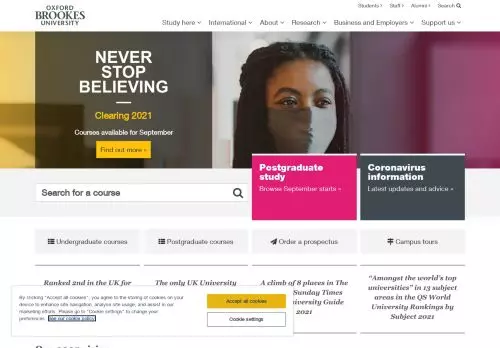 OXFORD
BROOKES
UNIVERSITY
Students › Staff › Alumni › Search
Study here International About Research Business and Employers Support us
NEVER
STOP
BELIEVING
Clearing 2021
Courses available for September
Find out more »
Postgraduate
study
Browse September starts »
Coronavirus
information
Latest updates and advice »
Search for a course
Undergraduate courses
Postgraduate courses
Order a prospectus
Campus tours
Ranked 2nd in the UK for
The only UK University
A climb of 8 places in The
Sunday Times
University Guide
2021
“Amongst the world's top
universities” in 13 subject
areas in the QS World
University Rankings by
Subject 2021
By clicking "Accept all cookies", you agree to the storing of cookies on your
device to enhance site navigation, analyse site usage, and assist in our
marketing efforts. Please go to "Cookie settings" to change your
preferences. See our cookie policy
Accept all cookies
Cookie settings